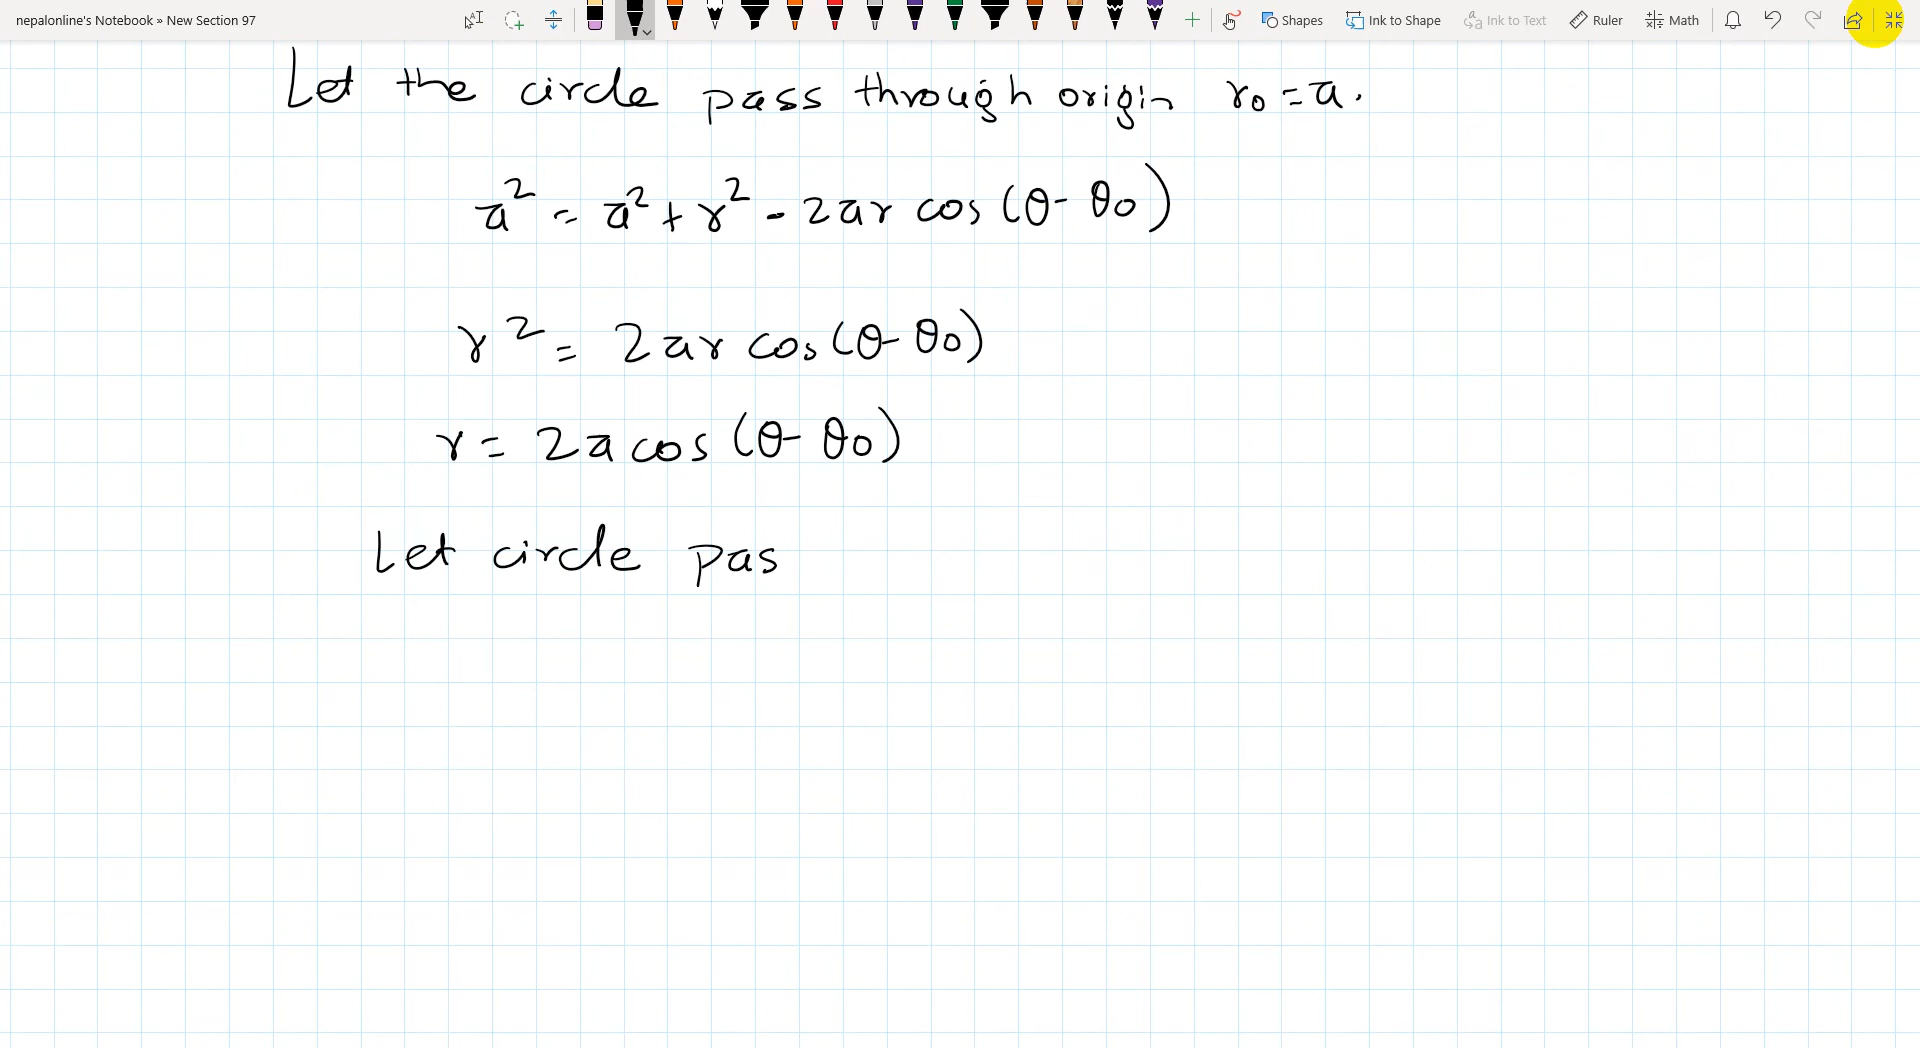 nepalonline's Notebook » New Section 97 Shapes Ink to Shape Ink to Text Ruler Math
Let the circle pass through origin r₀ = a.
a² = a² + r² - 2ar cos(θ - θ₀)
r² = 2ar cos(θ - θ₀)
r = 2a cos(θ - θ₀)
Let circle pas